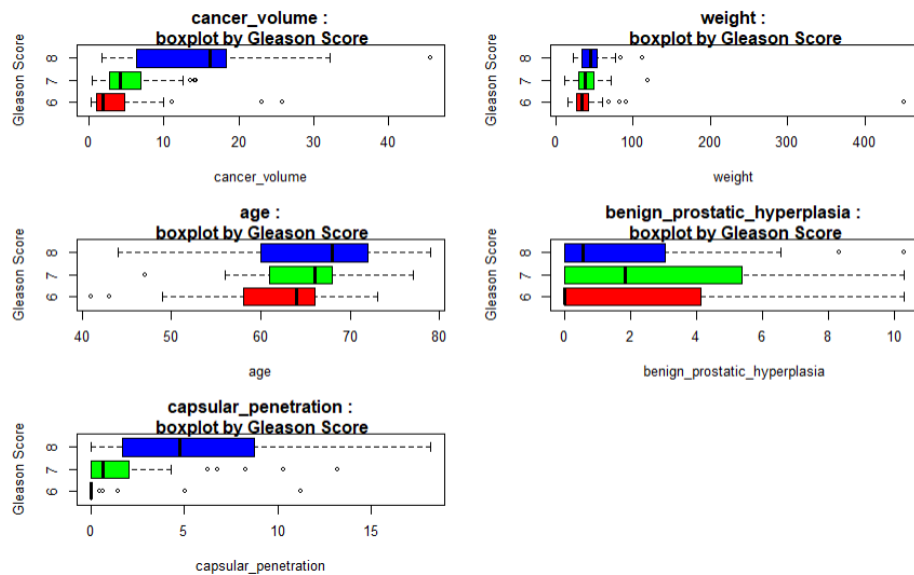 cancer_volume :
boxplot by Gleason Score
Gleason Score
8
7
6
0 10 20 30 40
cancer_volume
weight :
boxplot by Gleason Score
Gleason Score
8
7
6
0 100 200 300 400
weight
age :
boxplot by Gleason Score
Gleason Score
8
7
6
40 50 60 70 80
age
benign_prostatic_hyperplasia :
boxplot by Gleason Score
Gleason Score
8
7
6
0 2 4 6 8 10
benign_prostatic_hyperplasia
capsular_penetration :
boxplot by Gleason Score
Gleason Score
8
7
6
0 5 10 15
capsular_penetration